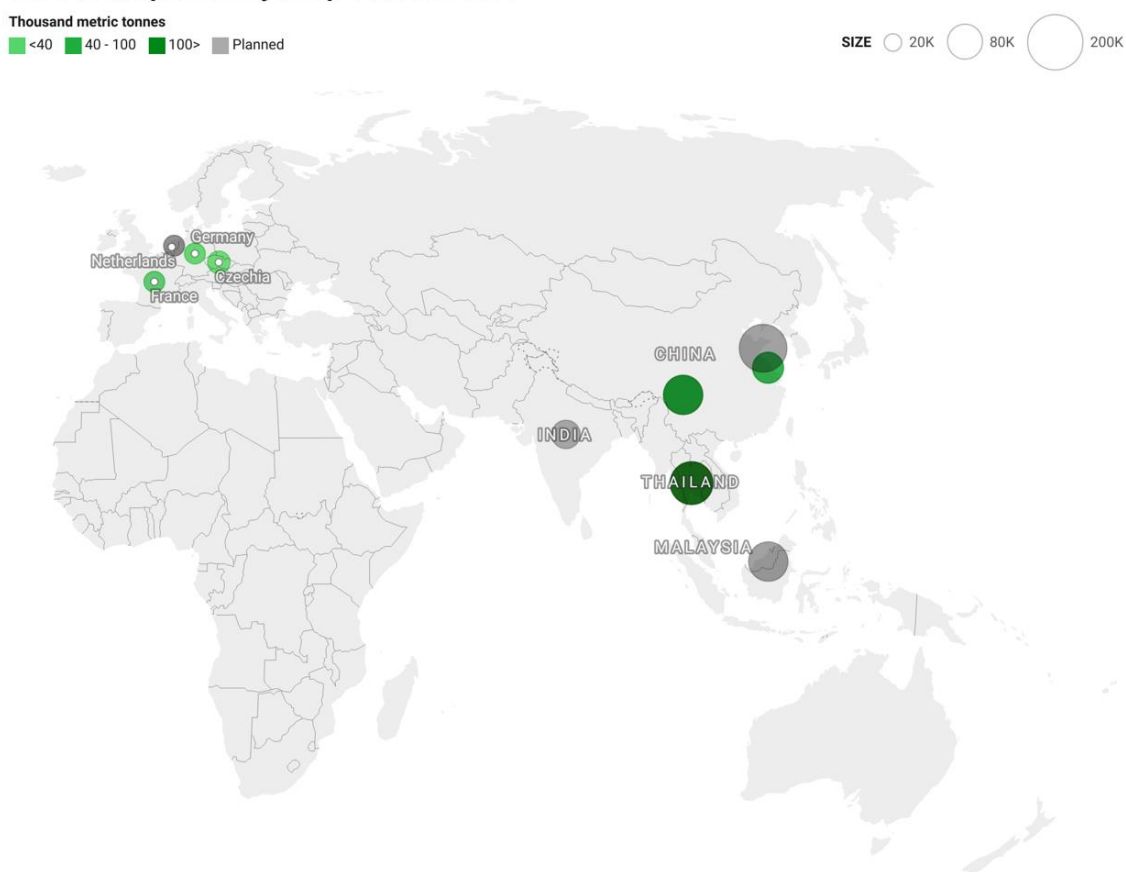 Thousand metric tonnes
<40 40 - 100 100> Planned
SIZE 20K 80K 200K
Germany
Netherlands
Czechia
France
CHINA
INDIA
THAILAND
MALAYSIA